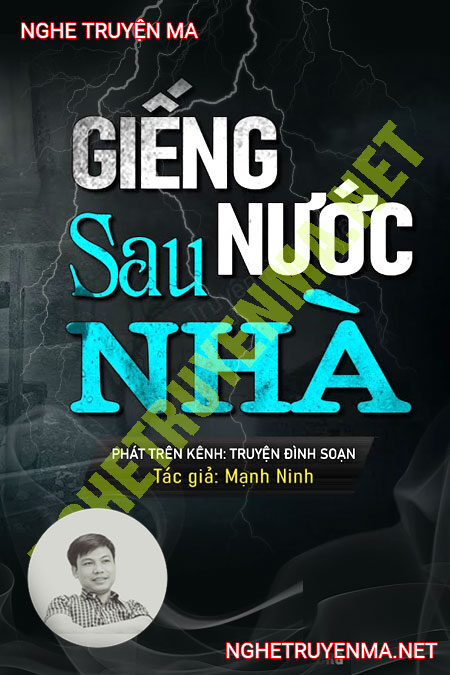 NGHE TRUYỆN MA
GIẾNG
NƯỚC
Sau
NHÀ
NGHETRUYENMA.NET
PHÁT TRÊN KÊNH: TRUYỆN ĐÌNH SOẠN
Tác giả: Mạnh Ninh
NGHETRUYENMA.NET